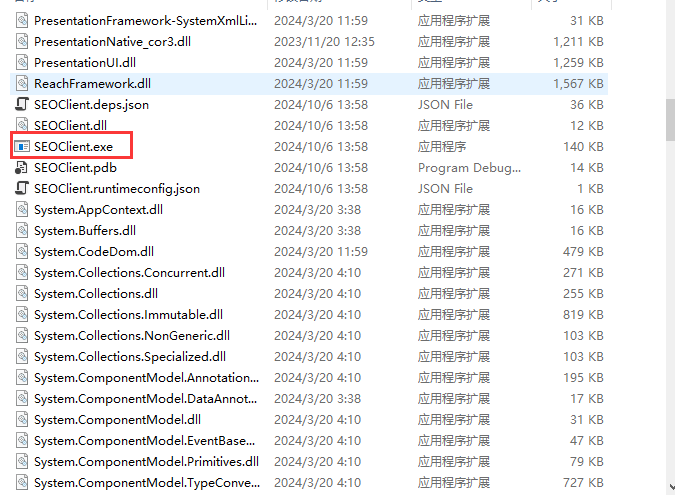 PresentationFramework-SystemXmlLi... 2024/3/20 11:59 应用程序扩展 31 KB
PresentationNative_cor3.dll 2023/11/20 12:35 应用程序扩展 1,211 KB
PresentationUI.dll 2024/3/20 11:59 应用程序扩展 1,259 KB
ReachFramework.dll 2024/3/20 11:59 应用程序扩展 1,567 KB
SEOClient.deps.json 2024/10/6 13:58 JSON File 36 KB
SEOClient.dll 2024/10/6 13:58 应用程序扩展 12 KB
SEOClient.exe 2024/10/6 13:58 应用程序 140 KB
SEOClient.pdb 2024/10/6 13:58 Program Debug... 14 KB
SEOClient.runtimeconfig.json 2024/10/6 13:58 JSON File 1 KB
System.AppContext.dll 2024/3/20 3:38 应用程序扩展 16 KB
System.Buffers.dll 2024/3/20 3:38 应用程序扩展 16 KB
System.CodeDom.dll 2024/3/20 11:59 应用程序扩展 479 KB
System.Collections.Concurrent.dll 2024/3/20 4:10 应用程序扩展 271 KB
System.Collections.dll 2024/3/20 4:10 应用程序扩展 255 KB
System.Collections.Immutable.dll 2024/3/20 4:10 应用程序扩展 819 KB
System.Collections.NonGeneric.dll 2024/3/20 4:10 应用程序扩展 103 KB
System.Collections.Specialized.dll 2024/3/20 4:10 应用程序扩展 103 KB
System.ComponentModel.Annotation... 2024/3/20 4:10 应用程序扩展 195 KB
System.ComponentModel.DataAnnot... 2024/3/20 3:38 应用程序扩展 17 KB
System.ComponentModel.dll 2024/3/20 4:10 应用程序扩展 31 KB
System.ComponentModel.EventBase... 2024/3/20 4:10 应用程序扩展 47 KB
System.ComponentModel.Primitives.dll 2024/3/20 4:10 应用程序扩展 79 KB
System.ComponentModel.TypeConve... 2024/3/20 4:10 应用程序扩展 727 KB